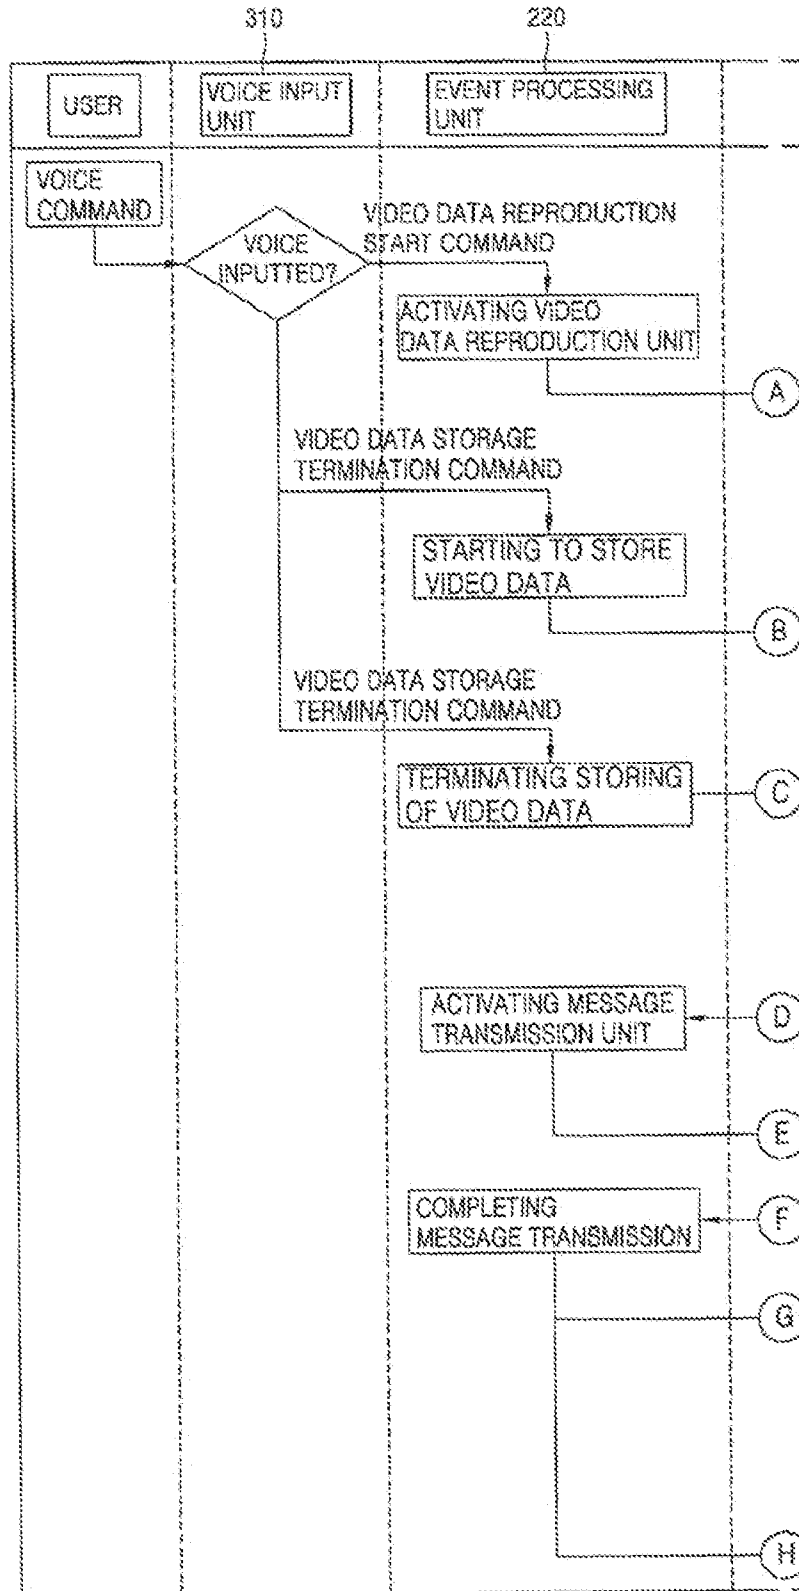 310
220
USER
VOICE INPUT
UNIT
EVENT PROCESSING
UNIT
VOICE
COMMAND
VOICE
INPUTTED?
VIDEO DATA REPRODUCTION
START COMMAND
ACTIVATING VIDEO
DATA REPRODUCTION UNIT
A
VIDEO DATA STORAGE
TERMINATION COMMAND
STARTING TO STORE
VIDEO DATA
B
VIDEO DATA STORAGE
TERMINATION COMMAND
TERMINATING STORING
OF VIDEO DATA
C
ACTIVATING MESSAGE
TRANSMISSION UNIT
D
E
COMPLETING
MESSAGE TRANSMISSION
F
G
H